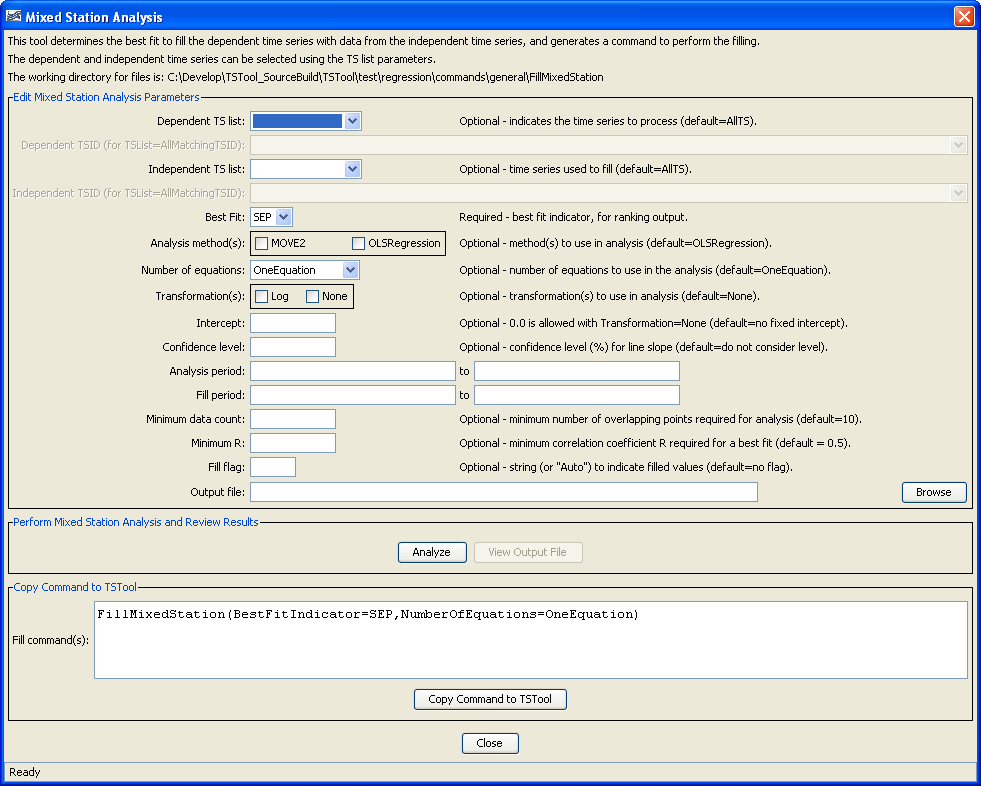 Mixed Station Analysis
This tool determines the best fit to fill the dependent time series with data from the independent time series, and generates a command to perform the filling.
The dependent and independent time series can be selected using the TS list parameters.
The working directory for files is: C:\Develop\TSTool_SourceBuild\TSTool\test\regression\commands\general\FillMixedStation
Edit Mixed Station Analysis Parameters
Dependent TS list: Optional - indicates the time series to process (default=AllTS).
Dependent TSID (for TSList=AllMatchingTSID):
Independent TS list: Optional - time series used to fill (default=AllTS).
Independent TSID (for TSList=AllMatchingTSID):
Best Fit: SEP Required - best fit indicator, for ranking output.
Analysis method(s): MOVE2 OLSRegression Optional - method(s) to use in analysis (default=OLSRegression).
Number of equations: OneEquation Optional - number of equations to use in the analysis (default=OneEquation).
Transformation(s): Log None Optional - transformation(s) to use in analysis (default=None).
Intercept: Optional - 0.0 is allowed with Transformation=None (default=no fixed intercept).
Confidence level: Optional - confidence level (%) for line slope (default=do not consider level).
Analysis period: to
Fill period: to
Minimum data count: Optional - minimum number of overlapping points required for analysis (default=10).
Minimum R: Optional - minimum correlation coefficient R required for a best fit (default = 0.5).
Fill flag: Optional - string (or "Auto") to indicate filled values (default=no flag).
Output file: Browse
Perform Mixed Station Analysis and Review Results
Analyze View Output File
Copy Command to TSTool
Fill command(s): FillMixedStation(BestFitIndicator=SEP,NumberOfEquations=OneEquation)
Copy Command to TSTool
Close
Ready